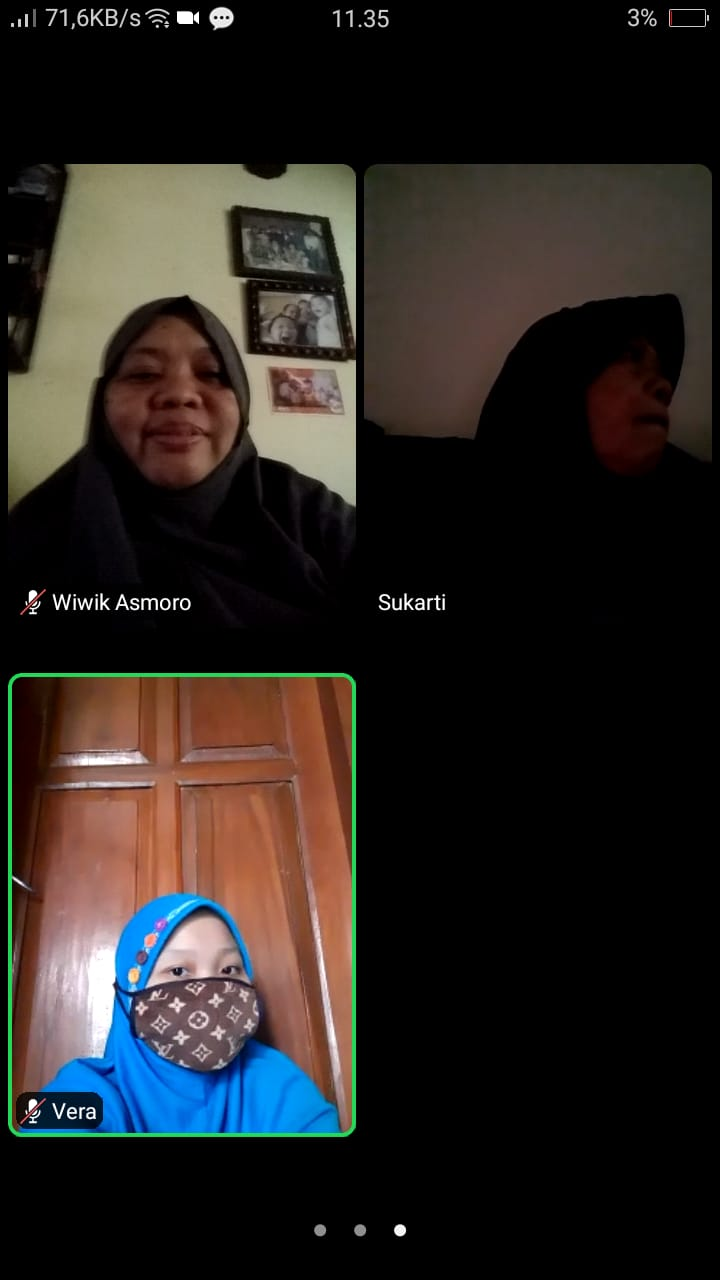 71,6KB/s
11.35
3%
Wiwik Asmoro
Sukarti
Vera